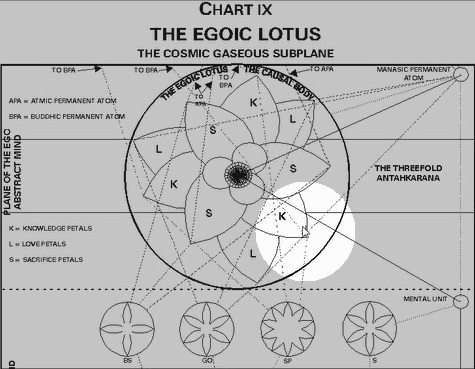 CHART IX
THE EGOIC LOTUS
THE COSMIC GASEOUS SUBPLANE
TO BPA
TO BPA
TO BPA
TO APA
TO APA
THE EGOIC LOTUS
THE CAUSAL BODY
MANASIC PERMANENT
ATOM
APA = ATMIC PERMANENT ATOM
BPA = BUDDHIC PERMANENT ATOM
PLANE OF THE EGO
ABSTRACT MIND
K
L
S
L
S
K
S
K
L
THE THREEFOLD
ANTAHKARANA
K = KNOWLEDGE PETALS
L = LOVE PETALS
S = SACRIFICE PETALS
MENTAL UNIT
BS
GD
SF
S